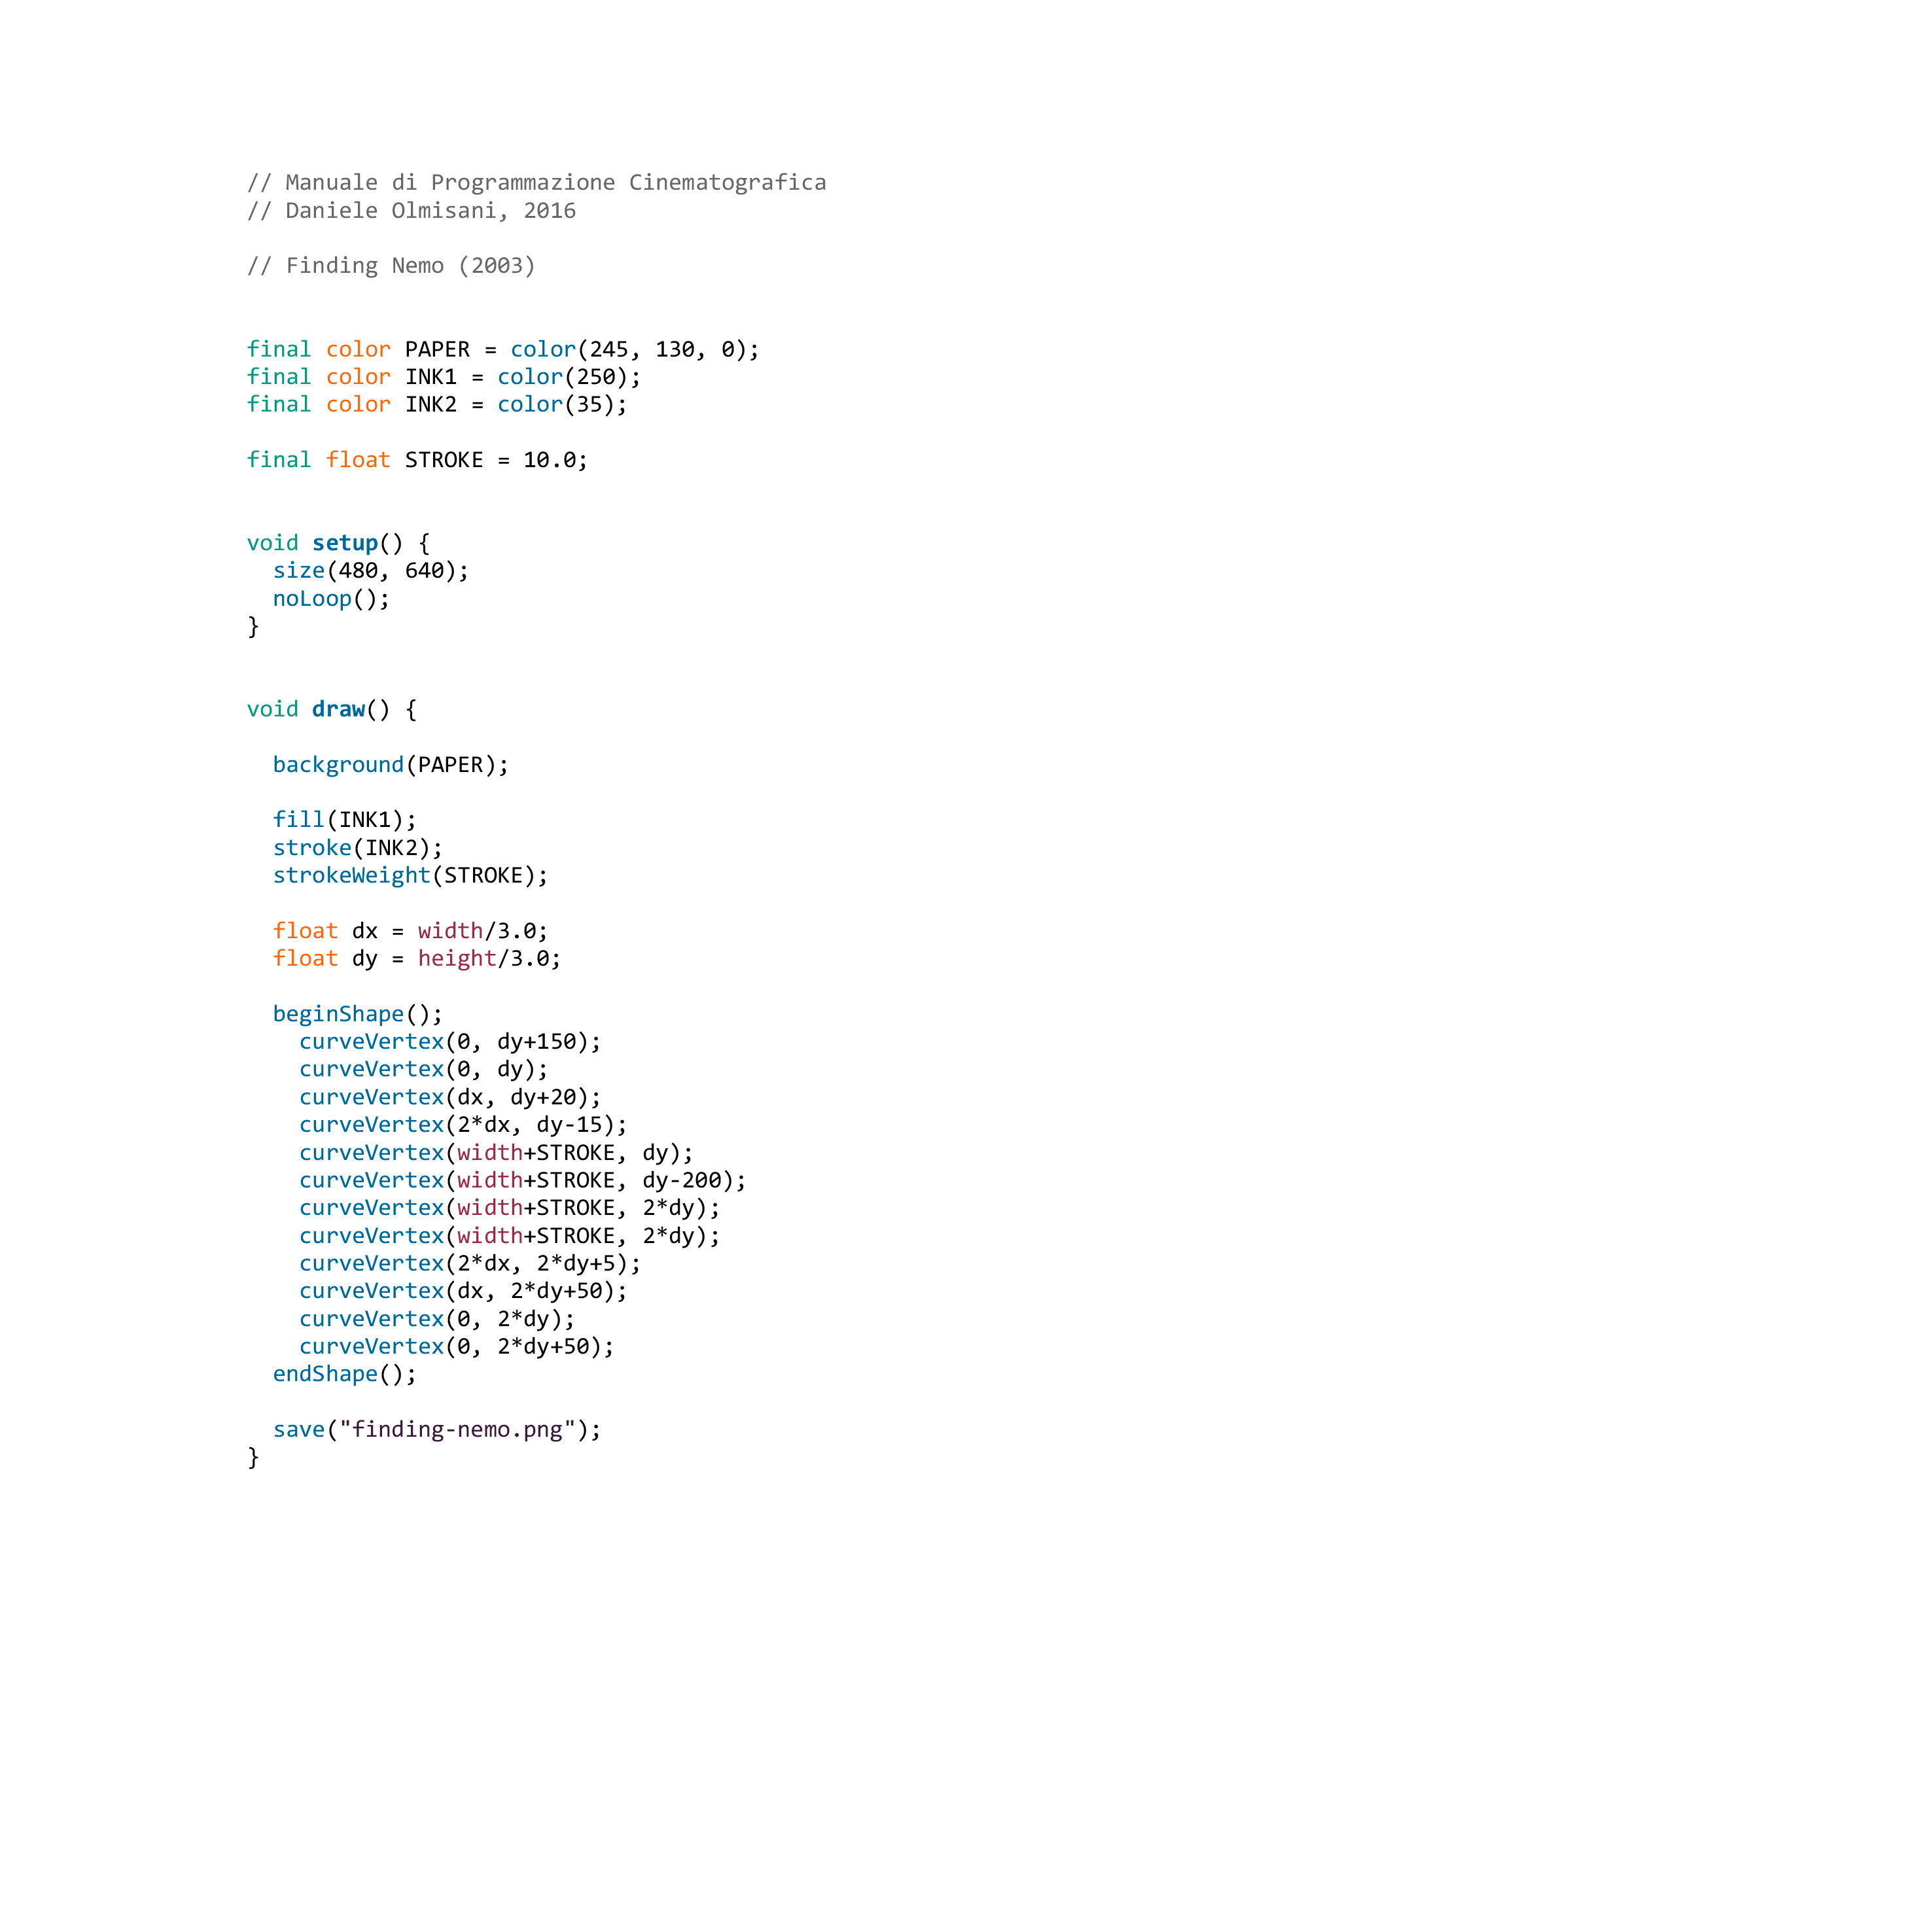 // Manuale di Programmazione Cinematografica
// Daniele Olmisani, 2016
// Finding Nemo (2003)
final color PAPER = color(245, 130, 0);
final color INK1 = color(250);
final color INK2 = color(35);
final float STROKE = 10.0;
void setup() {
  size(480, 640);
  noLoop();
}
void draw() {
  background(PAPER);
  fill(INK1);
  stroke(INK2);
  strokeWeight(STROKE);
  float dx = width/3.0;
  float dy = height/3.0;
  beginShape();
    curveVertex(0, dy+150);
    curveVertex(0, dy);
    curveVertex(dx, dy+20);
    curveVertex(2*dx, dy-15);
    curveVertex(width+STROKE, dy);
    curveVertex(width+STROKE, dy-200);
    curveVertex(width+STROKE, 2*dy);
    curveVertex(width+STROKE, 2*dy);
    curveVertex(2*dx, 2*dy+5);
    curveVertex(dx, 2*dy+50);
    curveVertex(0, 2*dy);
    curveVertex(0, 2*dy+50);
  endShape();
  save("finding-nemo.png");
}